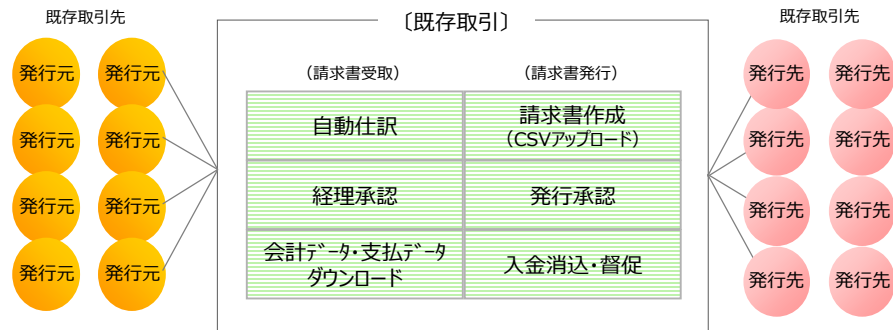 既存取引先
発行元 発行元
発行元 発行元
発行元 発行元
発行元 発行元
〔既存取引〕
(請求書受取) (請求書発行)
自動仕訳
請求書作成
(CSVアップロード)
経理承認
発行承認
会計ﾃﾞｰﾀ・支払ﾃﾞｰﾀ
ダウンロード
入金消込・督促
既存取引先
発行先 発行先
発行先 発行先
発行先 発行先
発行先 発行先